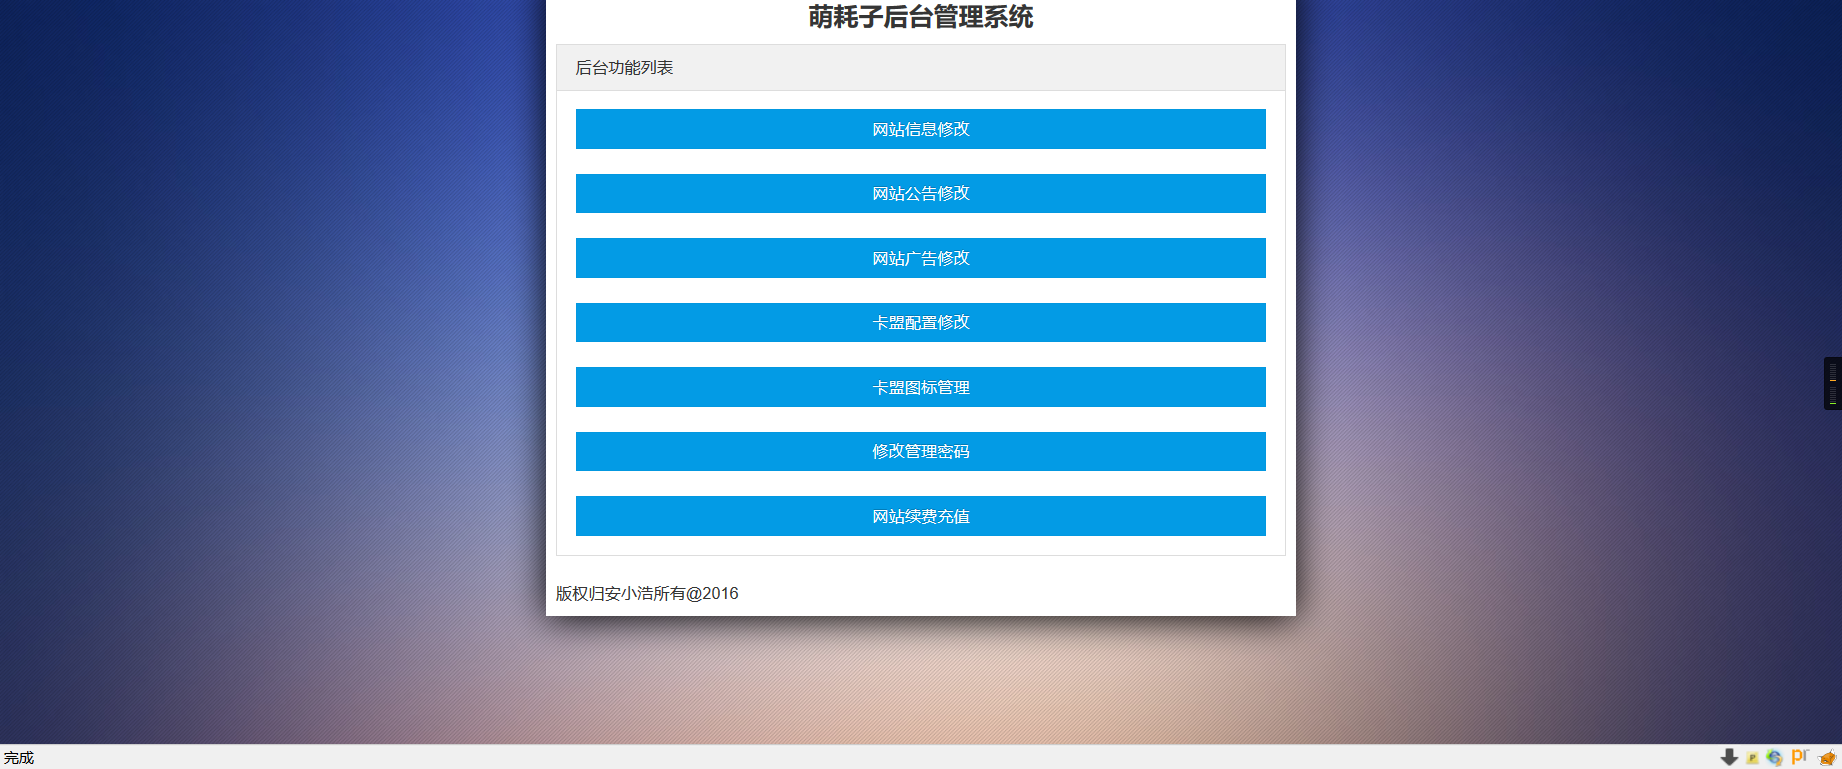 萌耗子后台管理系统
后台功能列表
网站信息修改
网站公告修改
网站广告修改
卡盟配置修改
卡盟图标管理
修改管理密码
网站续费充值
版权归安小浩所有@2016
完成
P
pr